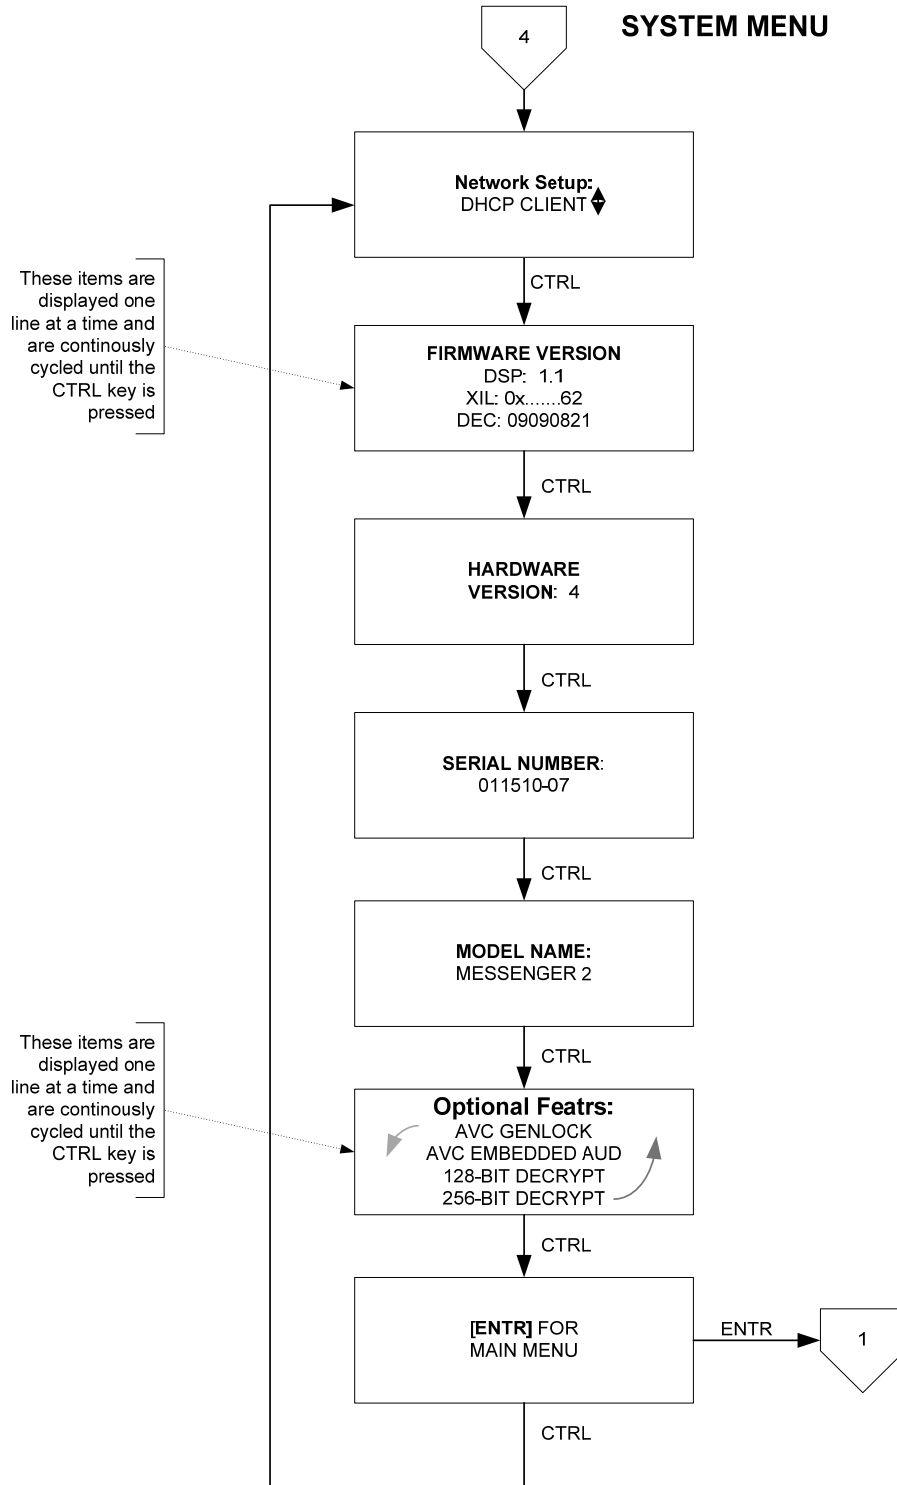 4
SYSTEM MENU
Network Setup:
DHCP CLIENT
CTRL
These items are
displayed one
line at a time and
are continously
cycled until the
CTRL key is
pressed
FIRMWARE VERSION
DSP: 1.1
XIL: 0x.......62
DEC: 09090821
CTRL
HARDWARE
VERSION: 4
CTRL
SERIAL NUMBER:
011510-07
CTRL
MODEL NAME:
MESSENGER 2
CTRL
These items are
displayed one
line at a time and
are continously
cycled until the
CTRL key is
pressed
Optional Featrs:
AVC GENLOCK
AVC EMBEDDED AUD
128-BIT DECRYPT
256-BIT DECRYPT
CTRL
[ENTR] FOR
MAIN MENU
ENTR
1
CTRL